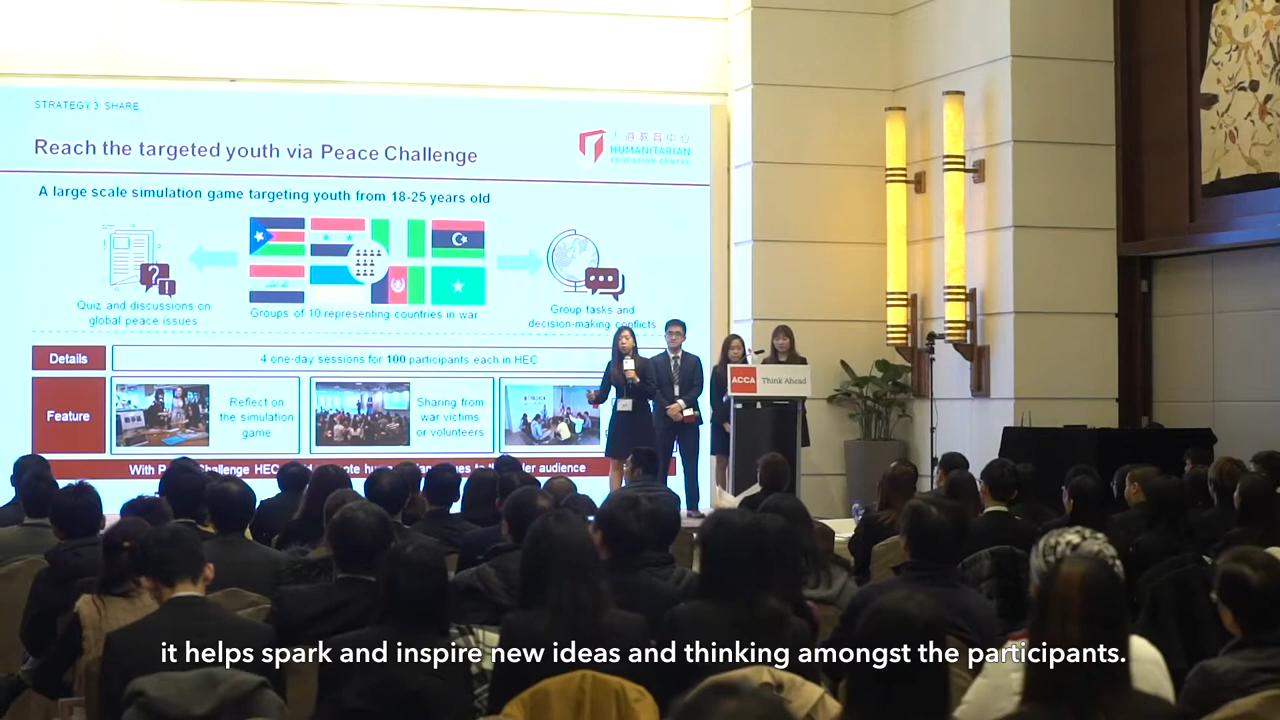 STRATEGY 3: SHARE
Reach the targeted youth via Peace Challenge
人道教育中心
HUMANITARIAN
EDUCATION CENTRE
A large scale simulation game targeting youth from 18-25 years old
Quiz and discussions on
global peace issues
Groups of 10 representing countries in war
Group tasks and
decision-making conflicts
Details
4 one-day sessions for 100 participants each in HEC
Feature
Reflect on
the simulation
game
Sharing from
war victims
or volunteers
With
Challenge HEC
audience
ACCA
Think Ahead
it helps spark and inspire new ideas and thinking amongst the participants.